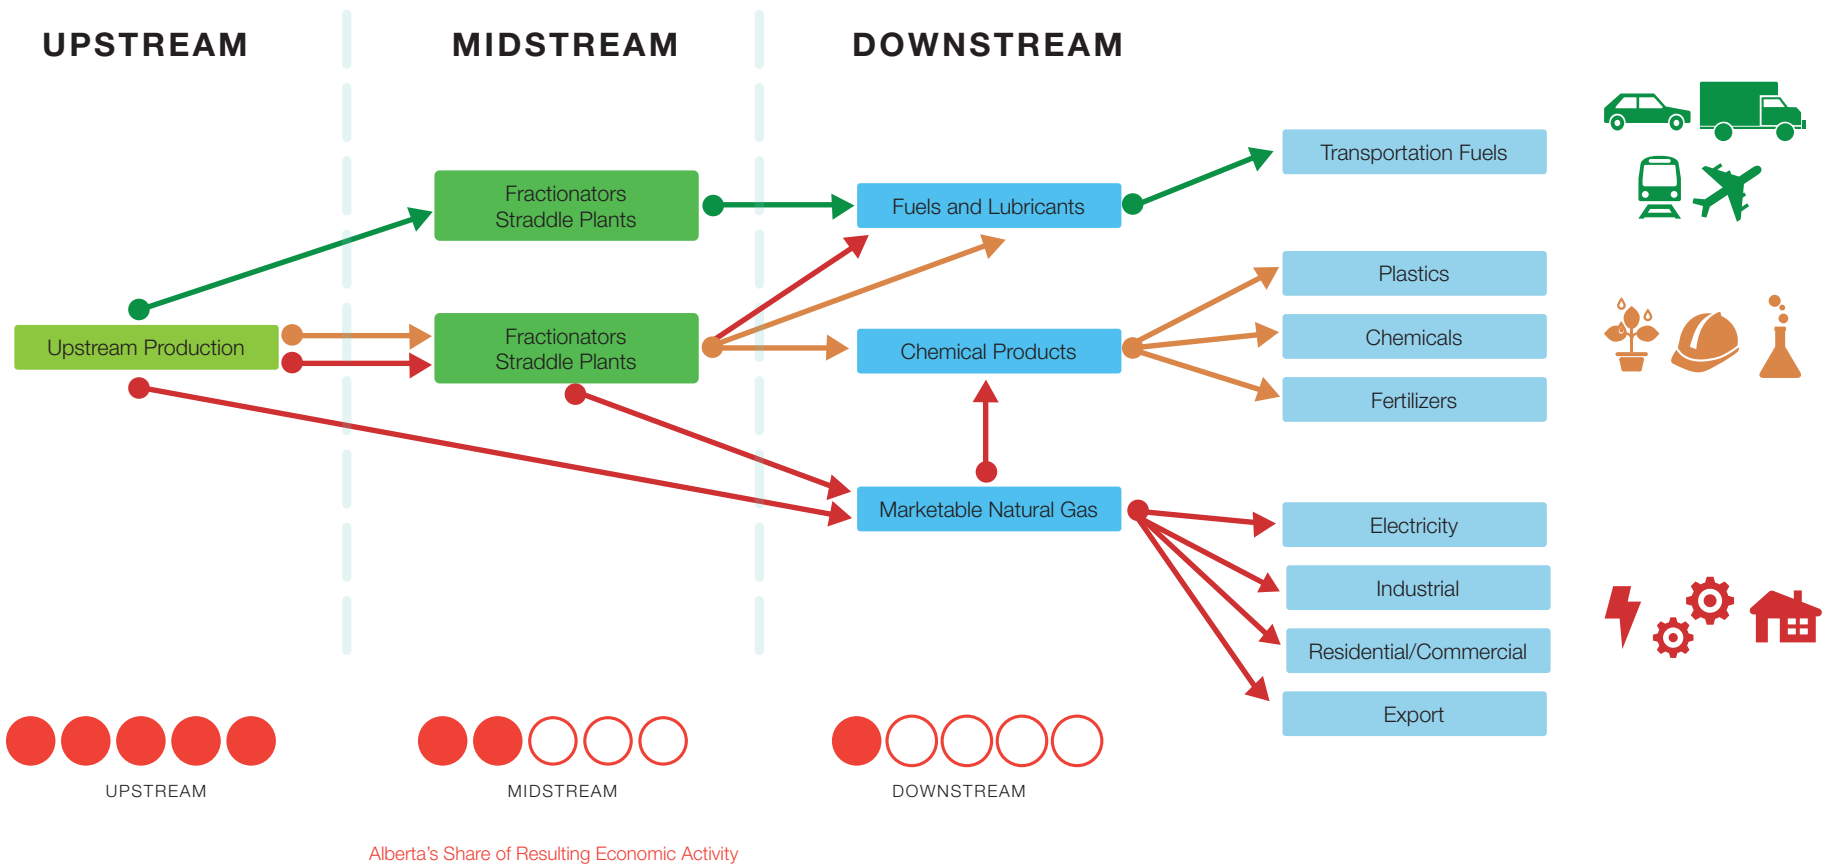 UPSTREAM
MIDSTREAM
DOWNSTREAM
Transportation Fuels
Fractionators
Straddle Plants
Fuels and Lubricants
Plastics
Upstream Production
Fractionators
Straddle Plants
Chemical Products
Chemicals
Fertilizers
Marketable Natural Gas
Electricity
Industrial
Residential/Commercial
Export
UPSTREAM
MIDSTREAM
DOWNSTREAM
Alberta's Share of Resulting Economic Activity